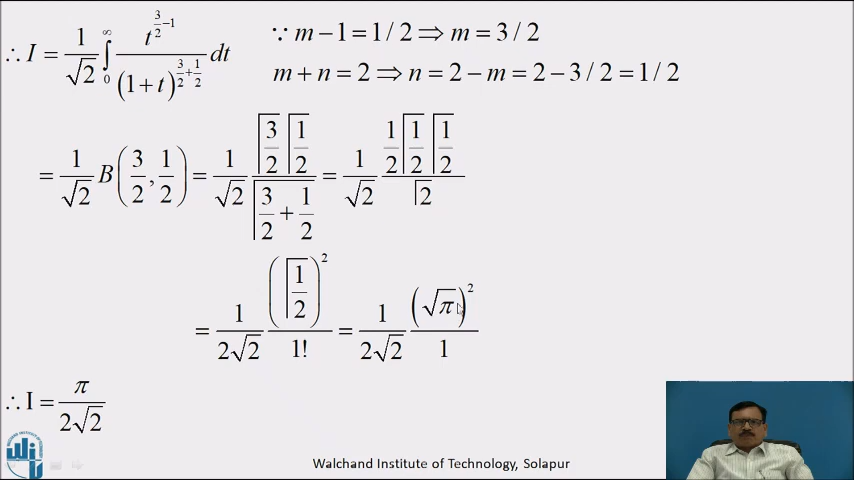 ∴ I = 1/√2 ∫₀^∞ t^(3/2 −1) / (1+t)^(3/2 + 1/2) dt
∵ m − 1 = 1 / 2 ⇒ m = 3 / 2
m + n = 2 ⇒ n = 2 − m = 2 − 3 / 2 = 1 / 2
= 1/√2 B(3/2, 1/2) = 1/√2 (⌈3/2 ⌈1/2) / (⌈3/2 + 1/2) = 1/√2 (1/2 ⌈1/2 ⌈1/2) / ⌈2
= 1/(2√2) (⌈1/2)² / 1! = 1/(2√2) (√π)² / 1
∴ I = π / (2√2)
Walchand Institute of Technology, Solapur